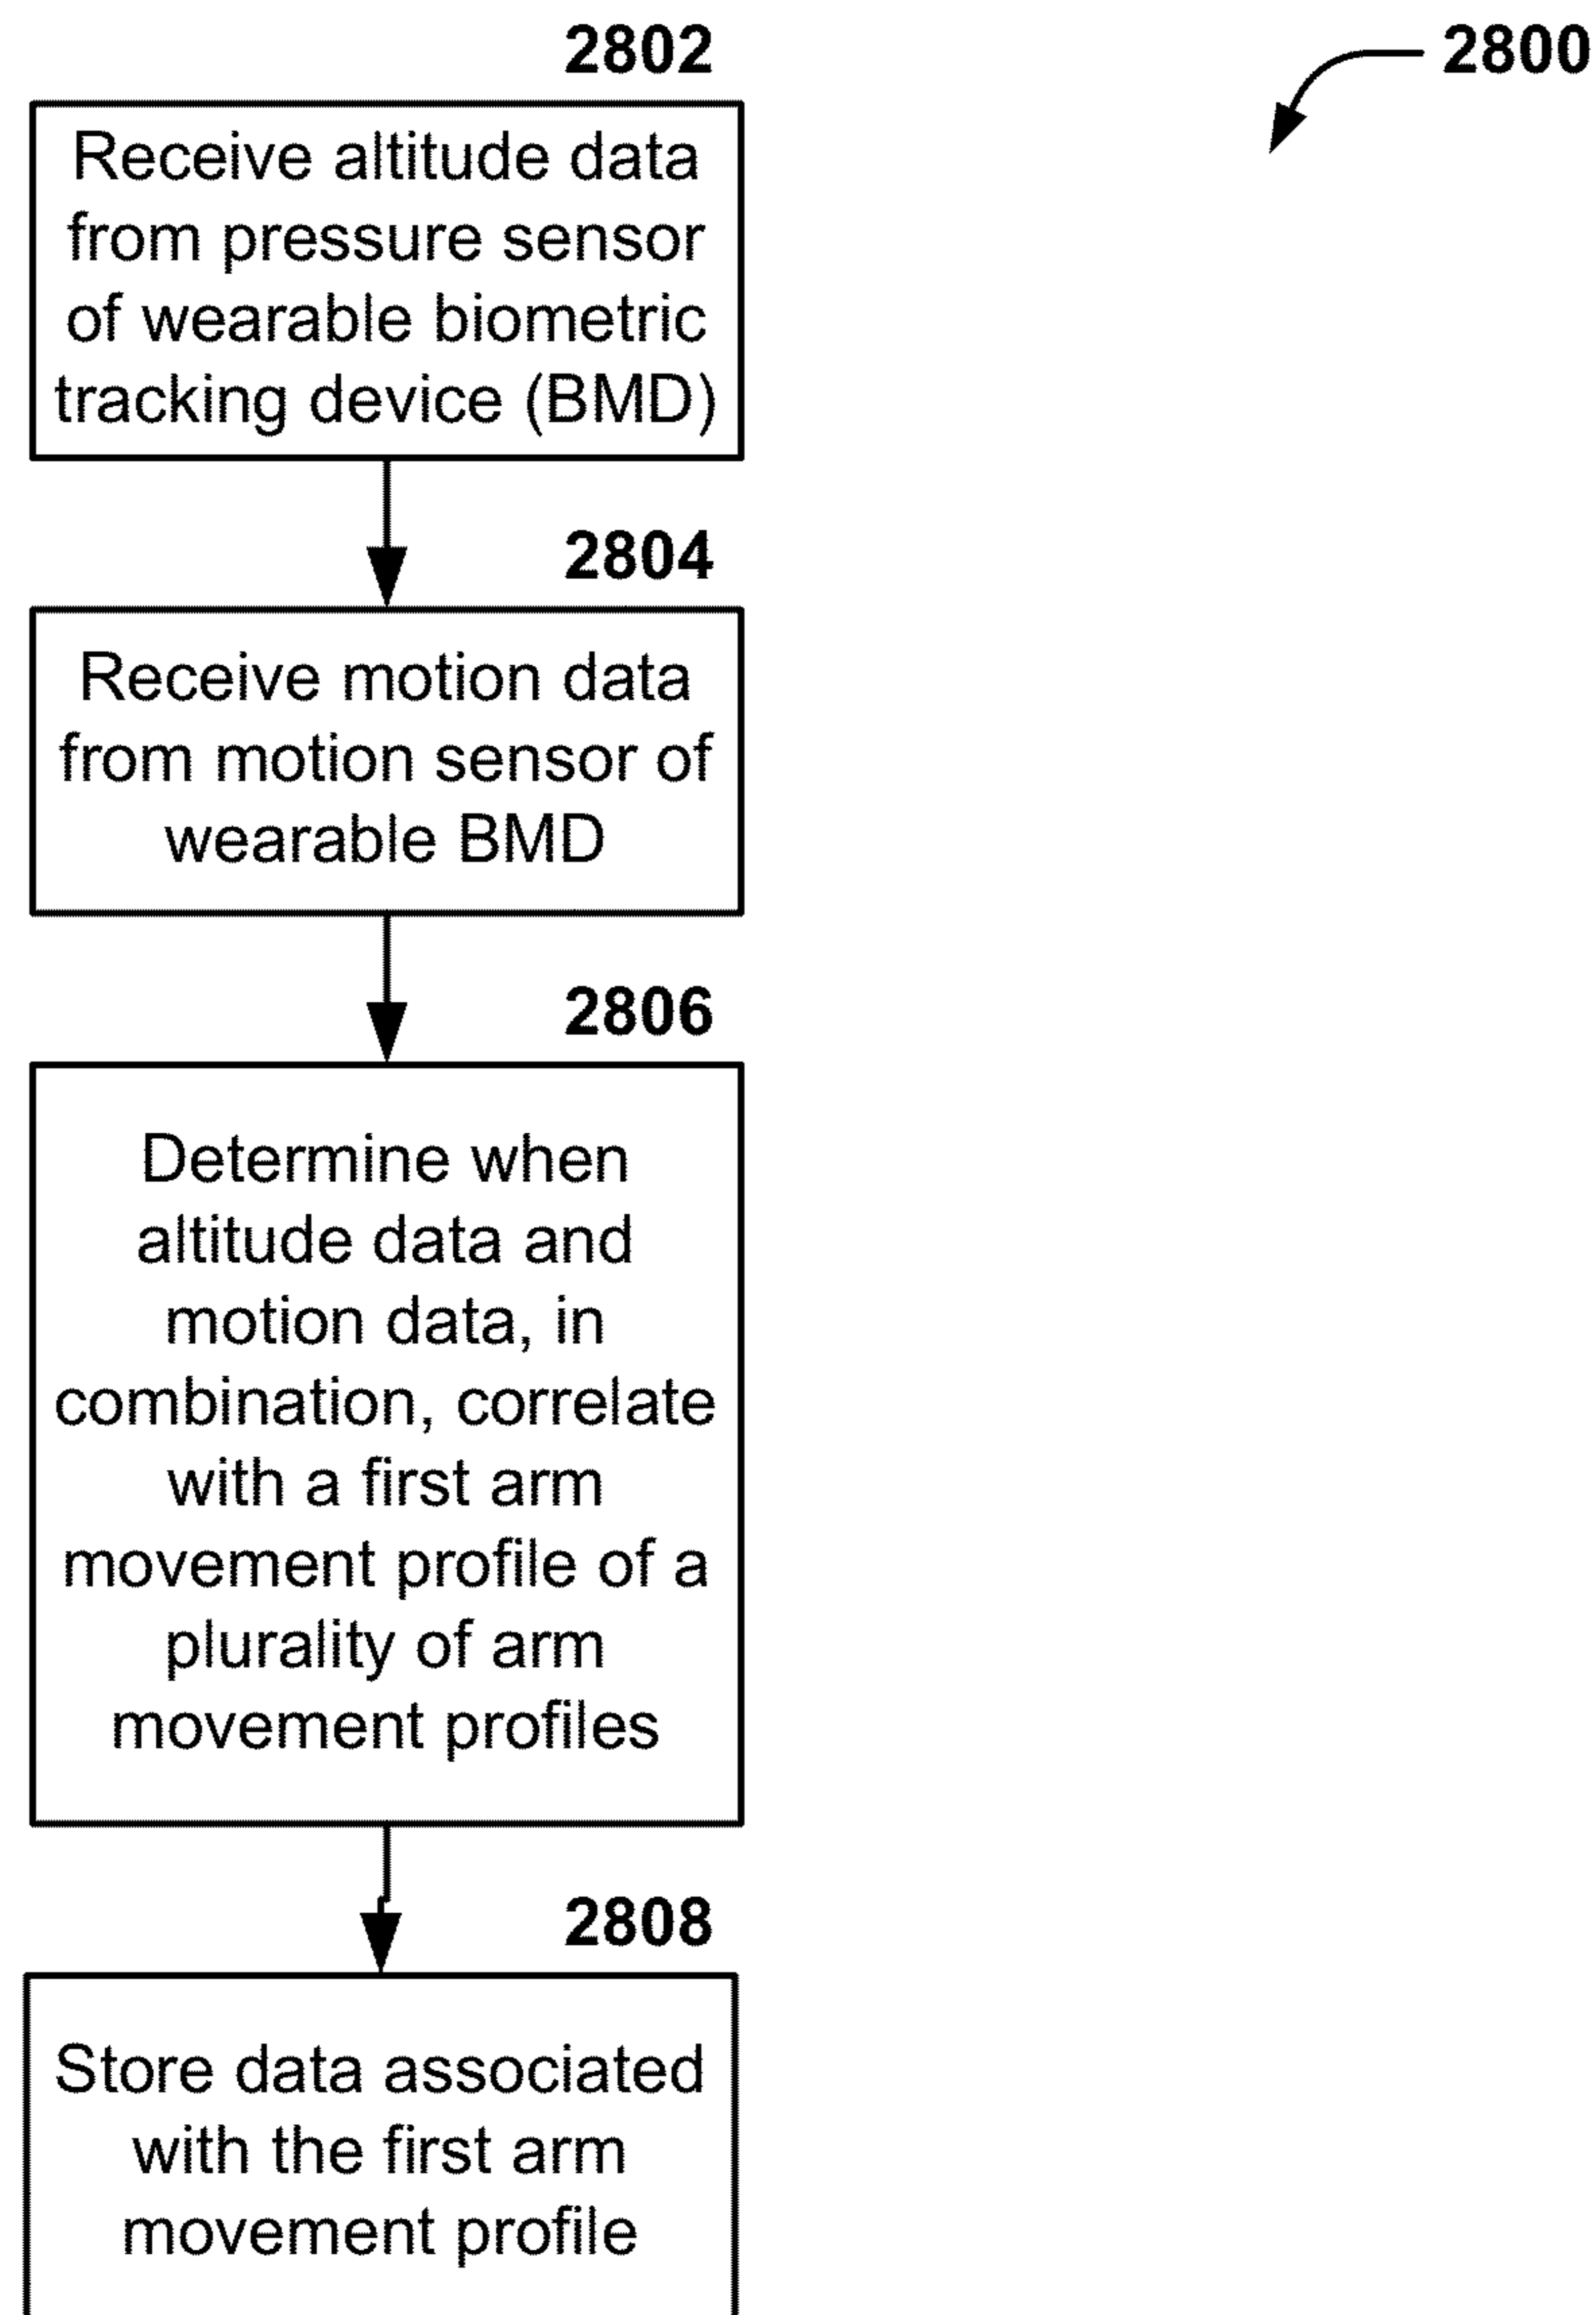 2802
2800
Receive altitude data
from pressure sensor
of wearable biometric
tracking device (BMD)
2804
Receive motion data
from motion sensor of
wearable BMD
2806
Determine when
altitude data and
motion data, in
combination, correlate
with a first arm
movement profile of a
plurality of arm
movement profiles
2808
Store data associated
with the first arm
movement profile